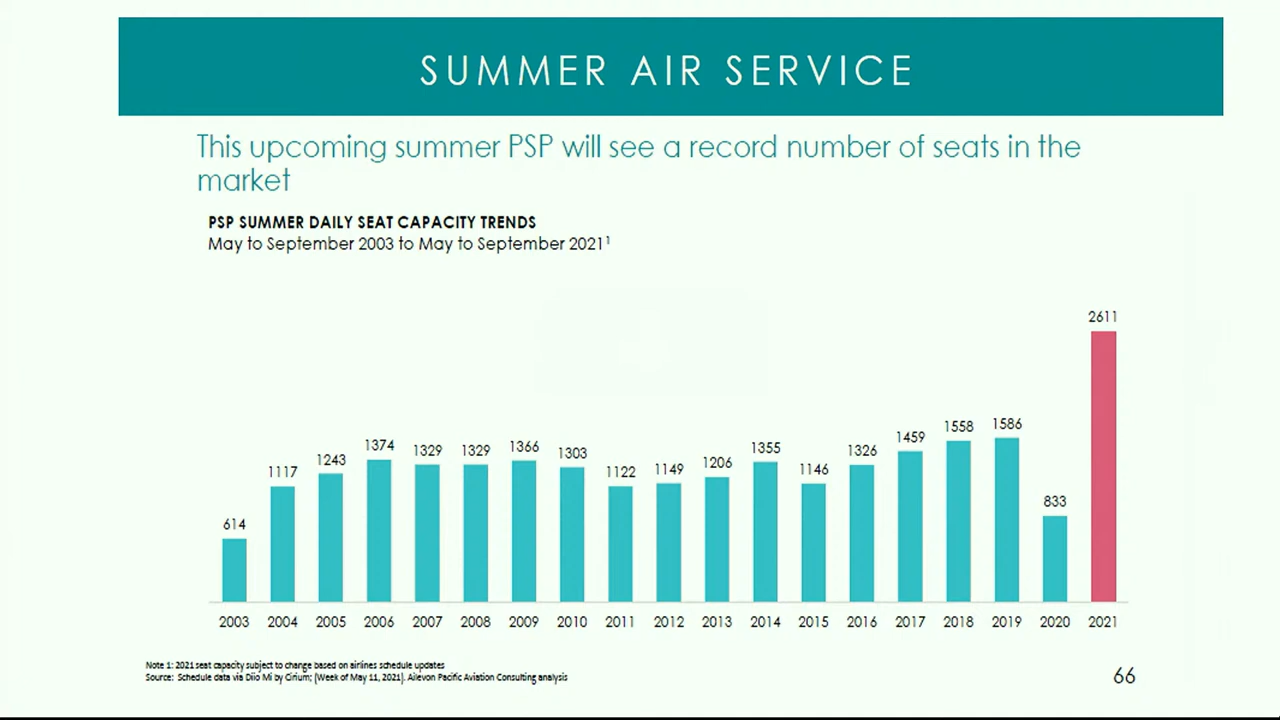 SUMMER AIR SERVICE
This upcoming summer PSP will see a record number of seats in the
market
PSP SUMMER DAILY SEAT CAPACITY TRENDS
May to September 2003 to May to September 2021¹
614
1117
1243
1374
1329
1329
1366
1303
1122
1149
1206
1355
1146
1326
1459
1558
1586
833
2611
2003 2004 2005 2006 2007 2008 2009 2010 2011 2012 2013 2014 2015 2016 2017 2018 2019 2020 2021
Note 1: 2021 seat capacity subject to change based on airlines schedule updates
Source: Schedule data via Diio Mi by Cirium; (Week of May 11, 2021). Ailevon Pacific Aviation Consulting analysis
66